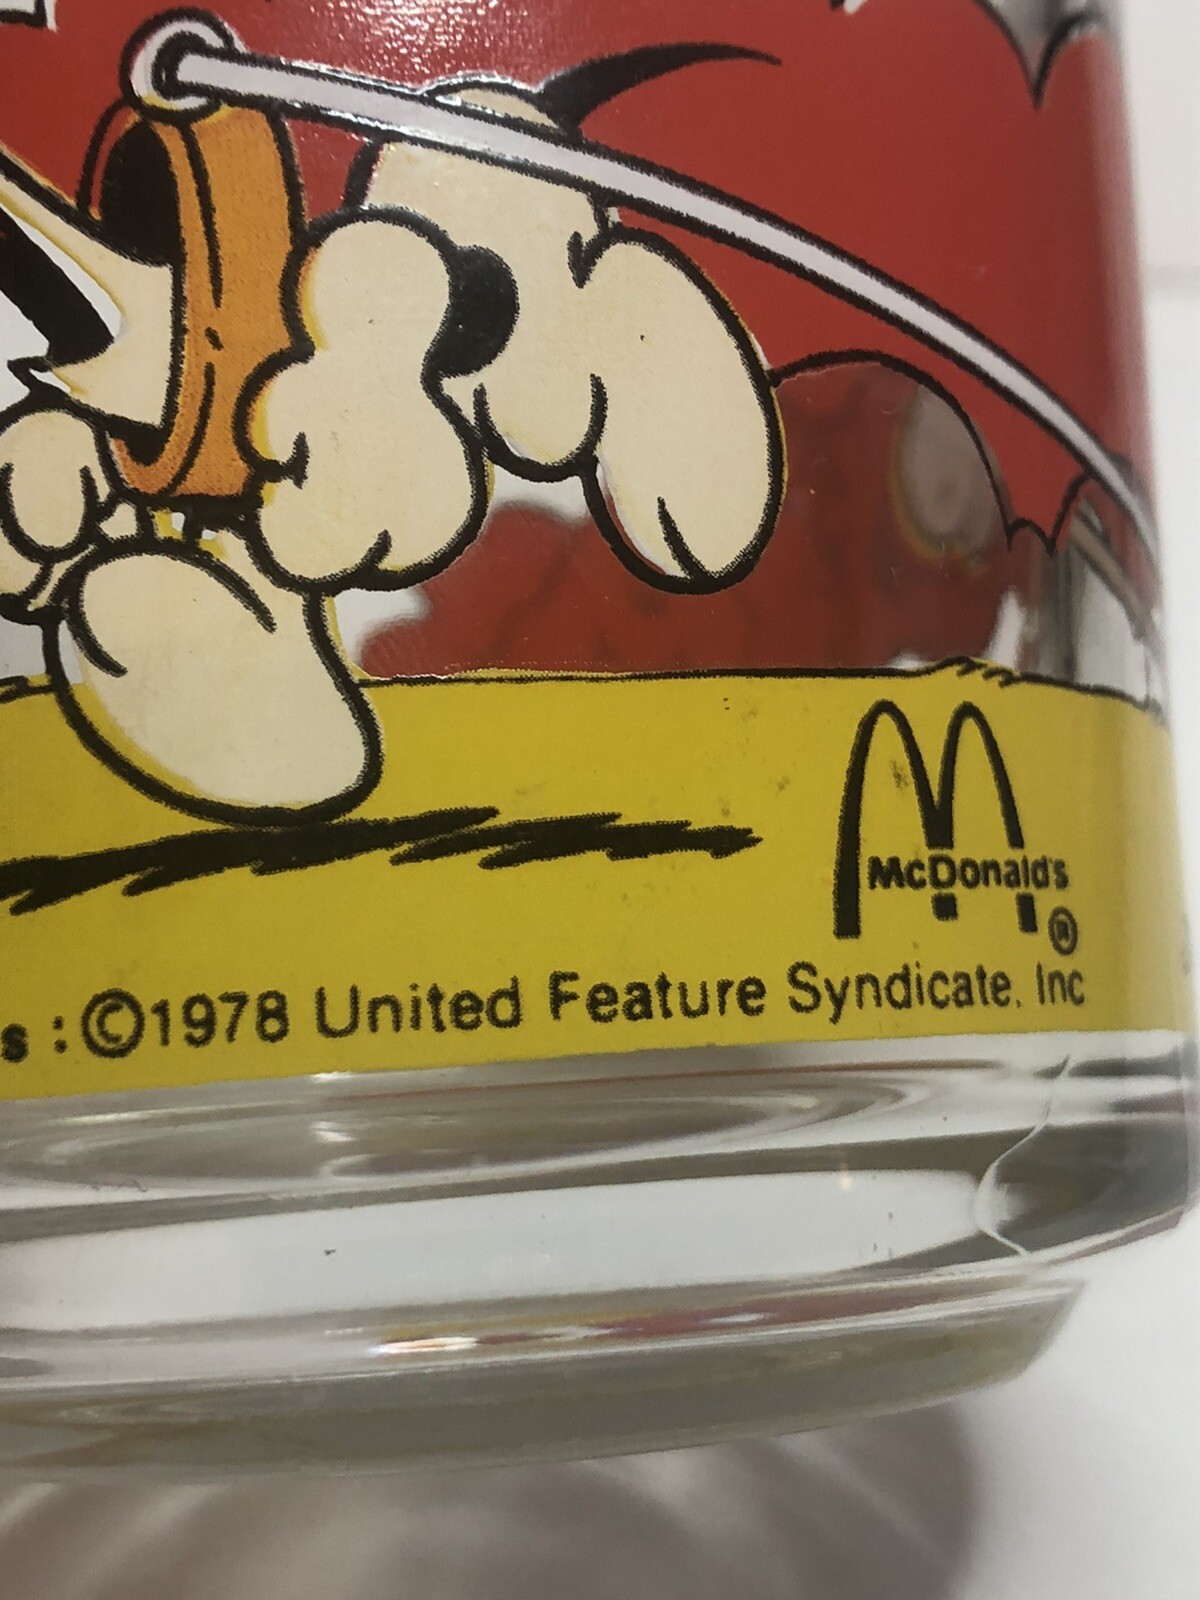 McDonald's
®
s : ©1978 United Feature Syndicate, Inc